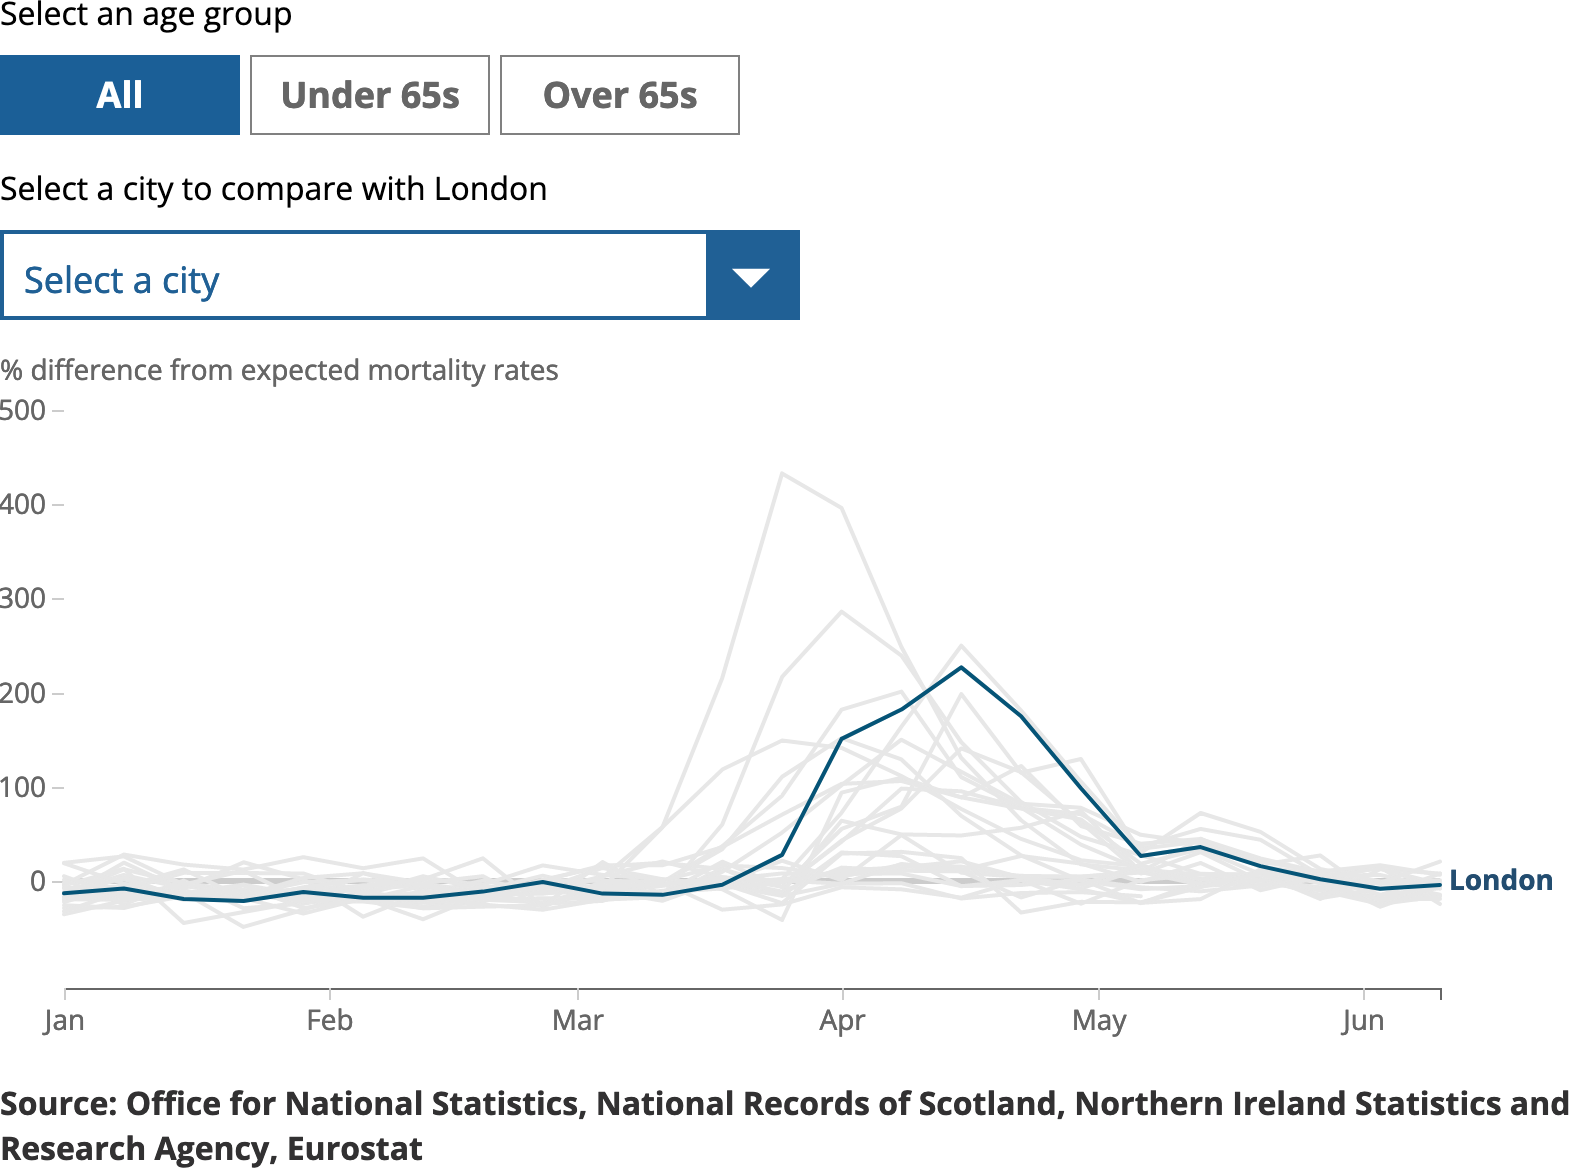 Select an age group
All
Under 65s
Over 65s
Select a city to compare with London
Select a city
% difference from expected mortality rates
500
400
300
200
100
0
London
Jan
Feb
Mar
Apr
May
Jun
Source: Office for National Statistics, National Records of Scotland, Northern Ireland Statistics and
Research Agency, Eurostat